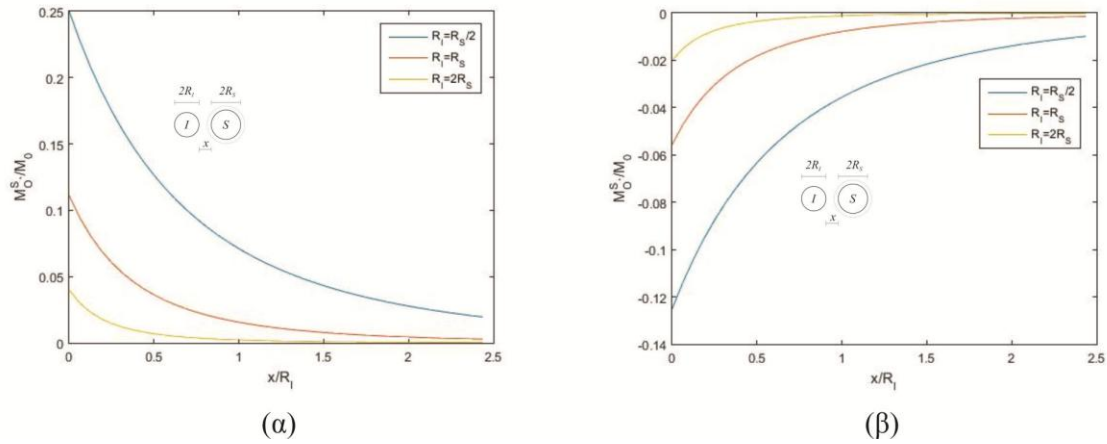 0.25
0.2
0.15
0.1
0.05
0
M_O^S·/M_0
0 0.5 1 1.5 2 2.5
x/R_I
R_I=R_S/2
R_I=R_S
R_I=2R_S
2R_I 2R_S
I S
x
(α)
0
-0.02
-0.04
-0.06
-0.08
-0.1
-0.12
-0.14
M_O^S·/M_0
0 0.5 1 1.5 2 2.5
x/R_I
R_I=R_S/2
R_I=R_S
R_I=2R_S
2R_I 2R_S
I S
x
(β)